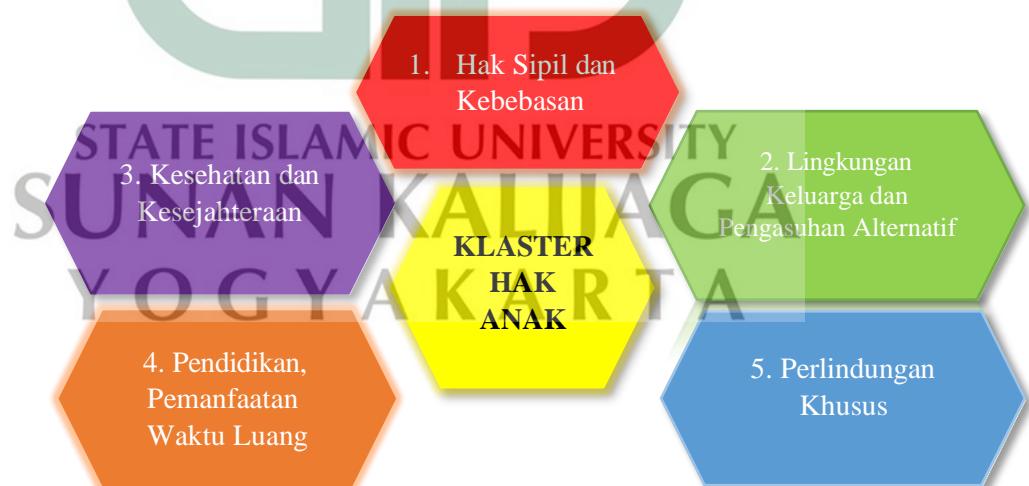 1. Hak Sipil dan
Kebebasan
2. Lingkungan
Keluarga dan
Pengasuhan Alternatif
3. Kesehatan dan
Kesejahteraan
KLASTER
HAK
ANAK
4. Pendidikan,
Pemanfaatan
Waktu Luang
5. Perlindungan
Khusus
STATE ISLAMIC UNIVERSITY
SUNAN KALIJAGA
YOGYAKARTA